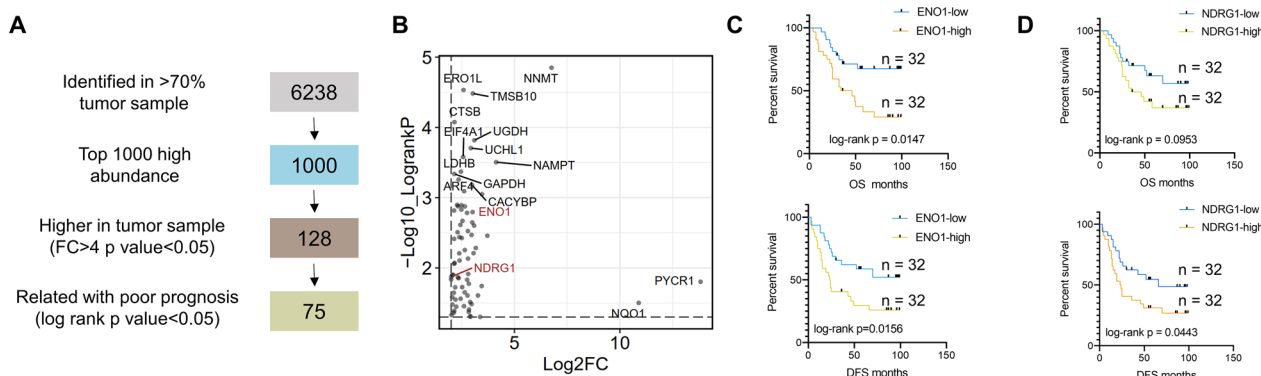 A
Identified in >70%
tumor sample
6238
Top 1000 high
abundance
1000
Higher in tumor sample
(FC>4 p value<0.05)
128
Related with poor prognosis
(log rank p value<0.05)
75
B
−Log10_LogrankP
5
4
3
2
ERO1L
NNMT
TMSB10
CTSB
EIF4A1
UGDH
UCHL1
LDHB
NAMPT
GAPDH
ARF4
CACYBP
ENO1
NDRG1
PYCR1
NQO1
5
10
Log2FC
C
ENO1-low
ENO1-high
Percent survival
100
50
0
n = 32
n = 32
log-rank p = 0.0147
0
50
100
150
OS months
ENO1-low
ENO1-high
Percent survival
100
50
0
n = 32
n = 32
log-rank p=0.0156
0
50
100
150
DFS months
D
NDRG1-low
NDRG1-high
Percent survival
100
50
0
n = 32
n = 32
log-rank p = 0.0953
0
50
100
150
OS months
NDRG1-low
NDRG1-high
Percent survival
100
50
0
n = 32
n = 32
log-rank p = 0.0443
0
50
100
150
DFS months